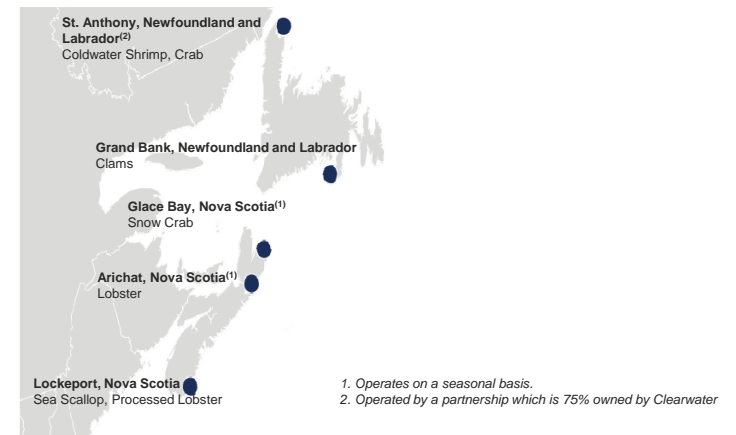 St. Anthony, Newfoundland and
Labrador(2)
Coldwater Shrimp, Crab
Grand Bank, Newfoundland and Labrador
Clams
Glace Bay, Nova Scotia(1)
Snow Crab
Arichat, Nova Scotia(1)
Lobster
Lockeport, Nova Scotia
Sea Scallop, Processed Lobster
1. Operates on a seasonal basis.
2. Operated by a partnership which is 75% owned by Clearwater